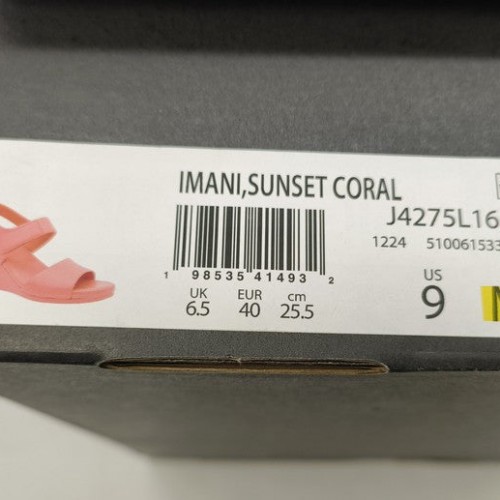 IMANI,SUNSET CORAL
J4275L16
1224 510061533
1 98535 41493 2
UK EUR cm US
6.5 40 25.5 9